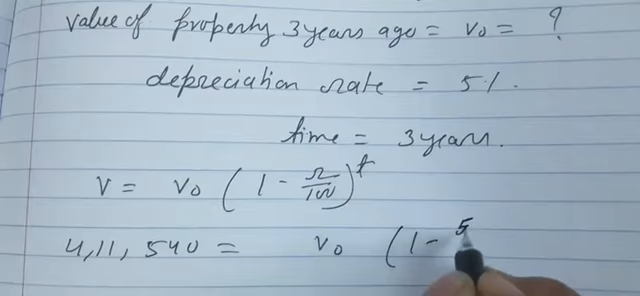 value of property 3 years ago = V₀ = ?
depreciation rate = 5%.
time = 3 years.
V = V₀ (1 - r/100)^t
4,11,540 = V₀ (1 - 5